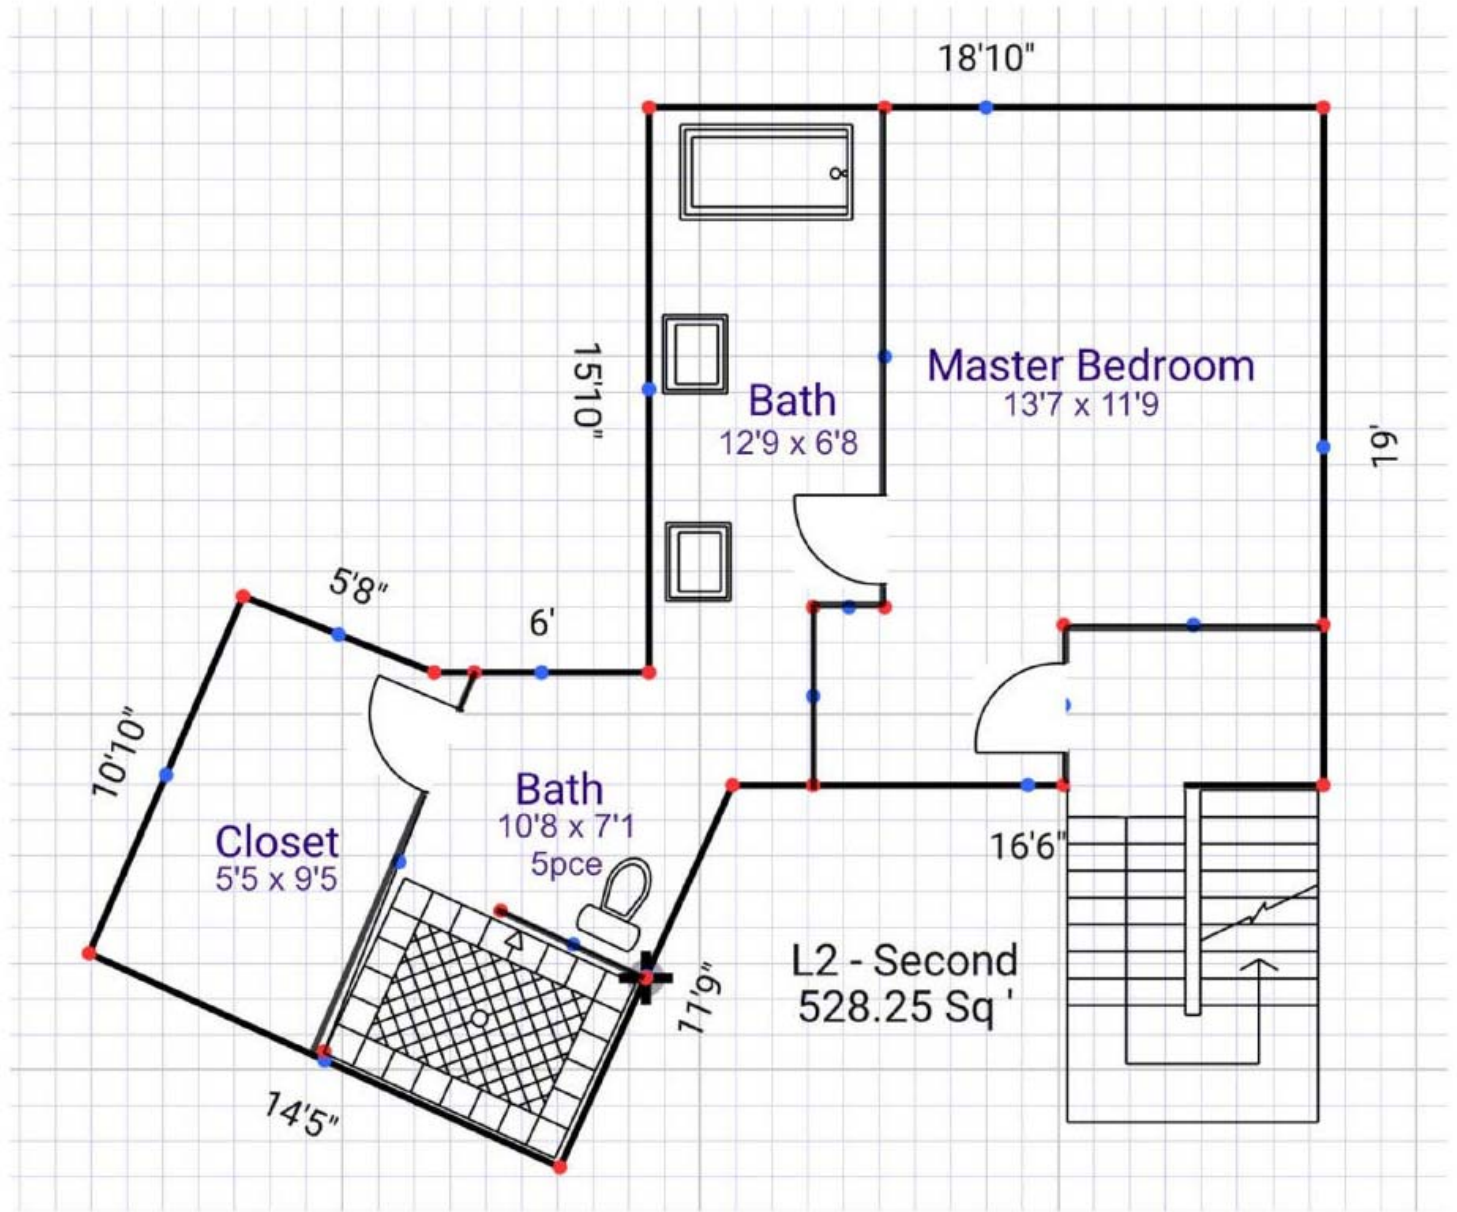 18'10"
15'10"
Master Bedroom
13'7 x 11'9
Bath
12'9 x 6'8
19'
5'8"
6'
10'10"
Bath
10'8 x 7'1
5pce
Closet
5'5 x 9'5
16'6"
11'9"
L2 - Second
528.25 Sq '
14'5"